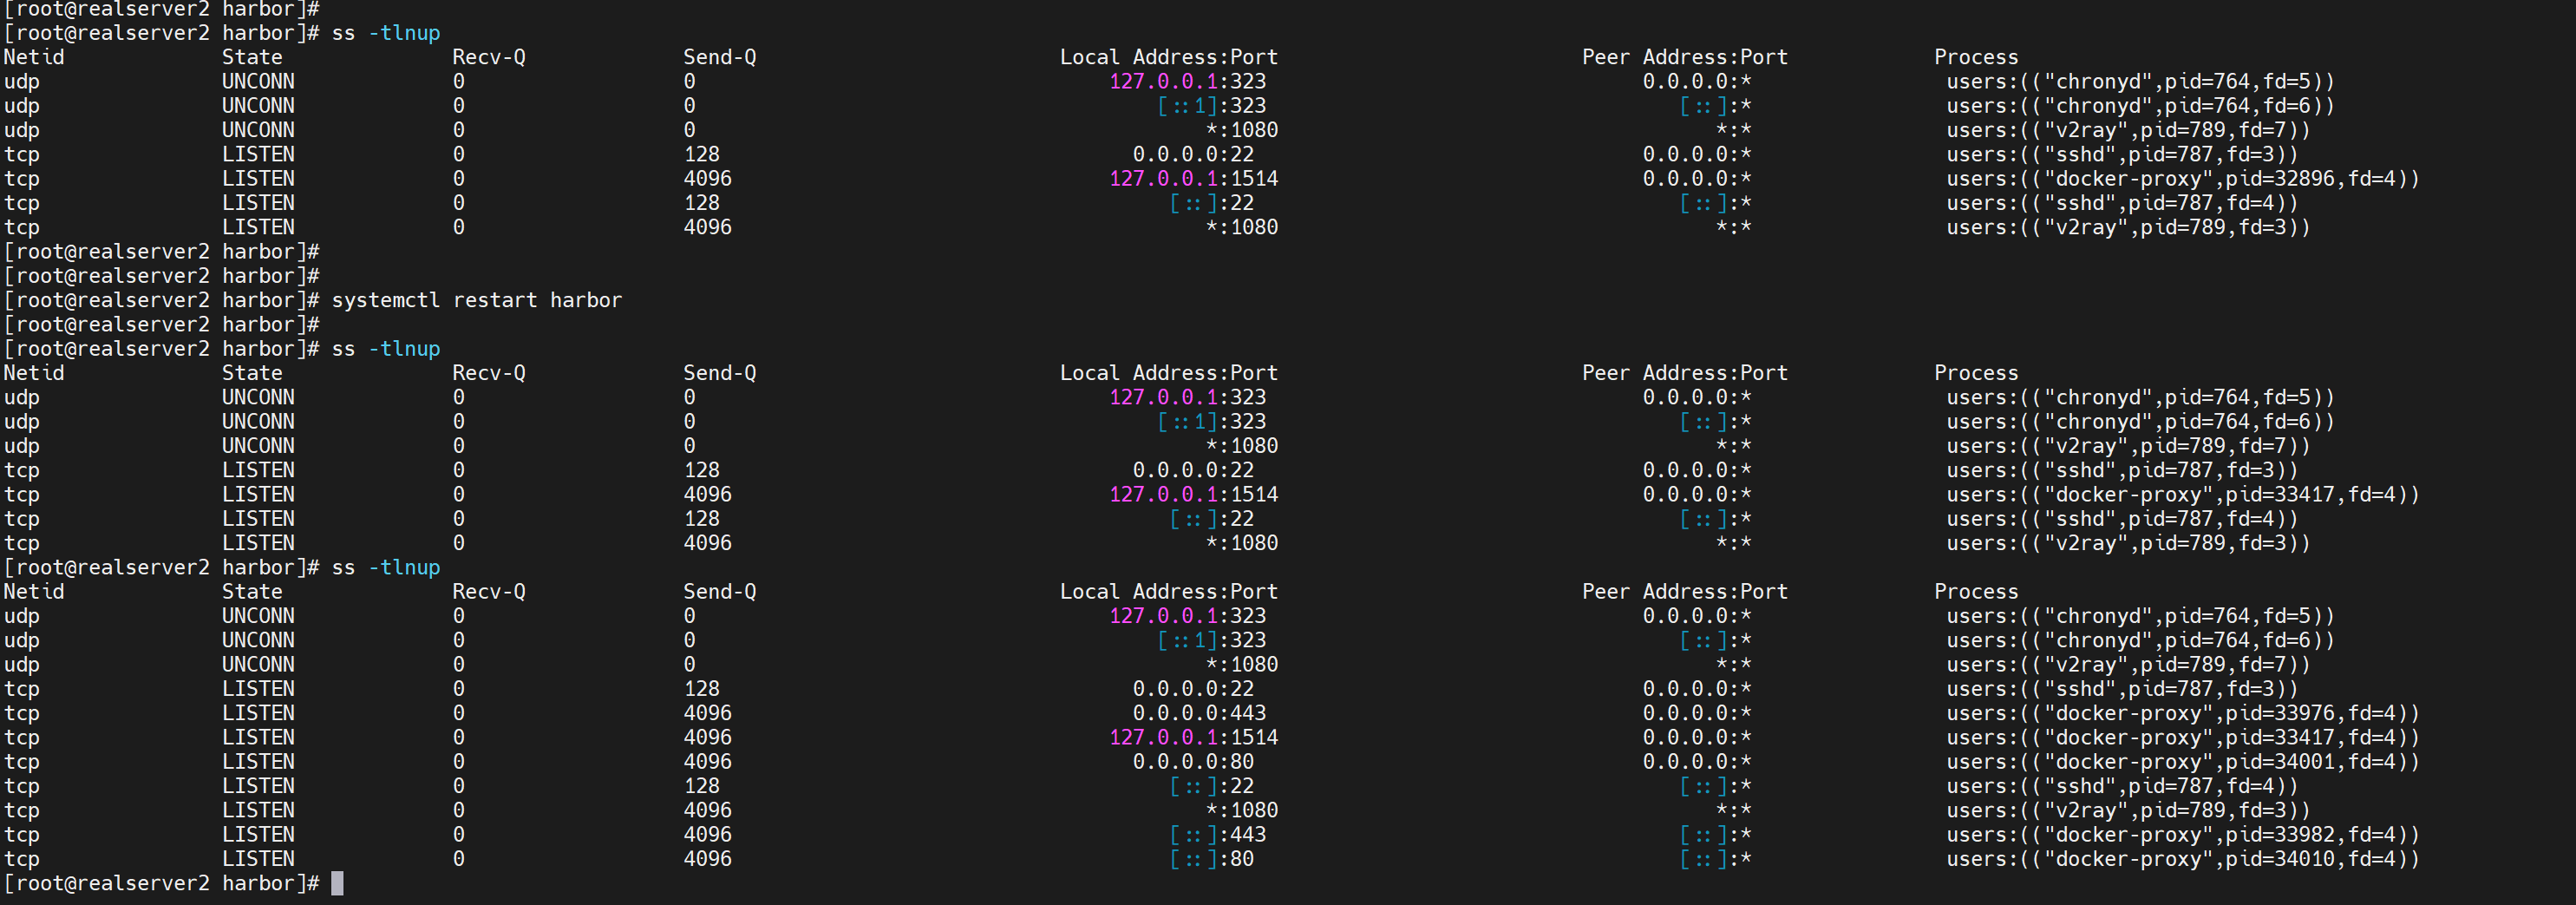 [root@realserver2 harbor]#
[root@realserver2 harbor]# ss -tlnup
Netid State Recv-Q Send-Q Local Address:Port Peer Address:Port Process
udp UNCONN 0 0 127.0.0.1:323 0.0.0.0:* users:(("chronyd",pid=764,fd=5))
udp UNCONN 0 0 [::1]:323 [::]:* users:(("chronyd",pid=764,fd=6))
udp UNCONN 0 0 *:1080 *:* users:(("v2ray",pid=789,fd=7))
tcp LISTEN 0 128 0.0.0.0:22 0.0.0.0:* users:(("sshd",pid=787,fd=3))
tcp LISTEN 0 4096 127.0.0.1:1514 0.0.0.0:* users:(("docker-proxy",pid=32896,fd=4))
tcp LISTEN 0 128 [::]:22 [::]:* users:(("sshd",pid=787,fd=4))
tcp LISTEN 0 4096 *:1080 *:* users:(("v2ray",pid=789,fd=3))
[root@realserver2 harbor]#
[root@realserver2 harbor]#
[root@realserver2 harbor]# systemctl restart harbor
[root@realserver2 harbor]#
[root@realserver2 harbor]# ss -tlnup
Netid State Recv-Q Send-Q Local Address:Port Peer Address:Port Process
udp UNCONN 0 0 127.0.0.1:323 0.0.0.0:* users:(("chronyd",pid=764,fd=5))
udp UNCONN 0 0 [::1]:323 [::]:* users:(("chronyd",pid=764,fd=6))
udp UNCONN 0 0 *:1080 *:* users:(("v2ray",pid=789,fd=7))
tcp LISTEN 0 128 0.0.0.0:22 0.0.0.0:* users:(("sshd",pid=787,fd=3))
tcp LISTEN 0 4096 127.0.0.1:1514 0.0.0.0:* users:(("docker-proxy",pid=33417,fd=4))
tcp LISTEN 0 128 [::]:22 [::]:* users:(("sshd",pid=787,fd=4))
tcp LISTEN 0 4096 *:1080 *:* users:(("v2ray",pid=789,fd=3))
[root@realserver2 harbor]# ss -tlnup
Netid State Recv-Q Send-Q Local Address:Port Peer Address:Port Process
udp UNCONN 0 0 127.0.0.1:323 0.0.0.0:* users:(("chronyd",pid=764,fd=5))
udp UNCONN 0 0 [::1]:323 [::]:* users:(("chronyd",pid=764,fd=6))
udp UNCONN 0 0 *:1080 *:* users:(("v2ray",pid=789,fd=7))
tcp LISTEN 0 128 0.0.0.0:22 0.0.0.0:* users:(("sshd",pid=787,fd=3))
tcp LISTEN 0 4096 0.0.0.0:443 0.0.0.0:* users:(("docker-proxy",pid=33976,fd=4))
tcp LISTEN 0 4096 127.0.0.1:1514 0.0.0.0:* users:(("docker-proxy",pid=33417,fd=4))
tcp LISTEN 0 4096 0.0.0.0:80 0.0.0.0:* users:(("docker-proxy",pid=34001,fd=4))
tcp LISTEN 0 128 [::]:22 [::]:* users:(("sshd",pid=787,fd=4))
tcp LISTEN 0 4096 *:1080 *:* users:(("v2ray",pid=789,fd=3))
tcp LISTEN 0 4096 [::]:443 [::]:* users:(("docker-proxy",pid=33982,fd=4))
tcp LISTEN 0 4096 [::]:80 [::]:* users:(("docker-proxy",pid=34010,fd=4))
[root@realserver2 harbor]#